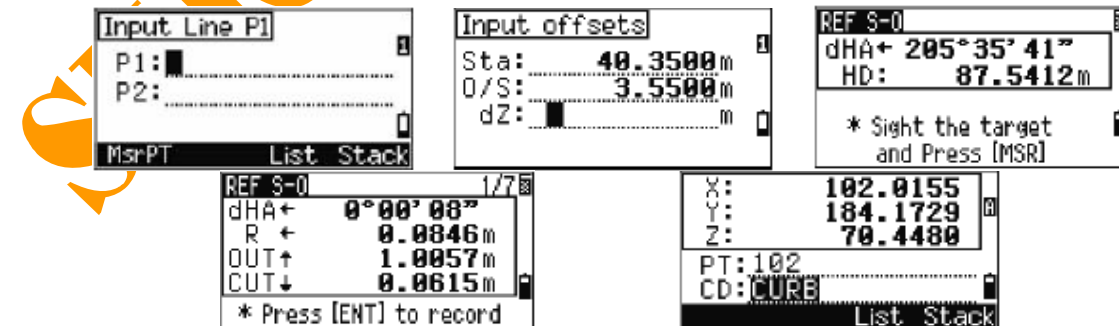 Input Line P1
1
P1:
P2:
MsrPT List Stack
Input offsets
1
Sta: 40.3500m
O/S: 3.5500m
dZ: m
REF S-O
dHA← 205°35'41"
HD: 87.5412m
* Sight the target
and Press [MSR]
REF S-O 1/7
dHA← 0°00'08"
R ← 0.0846m
OUT↑ 1.0057m
CUT↓ 0.0615m
* Press [ENT] to record
X: 102.0155
Y: 184.1729
Z: 70.4480
A
PT:102
CD:CURB
List Stack